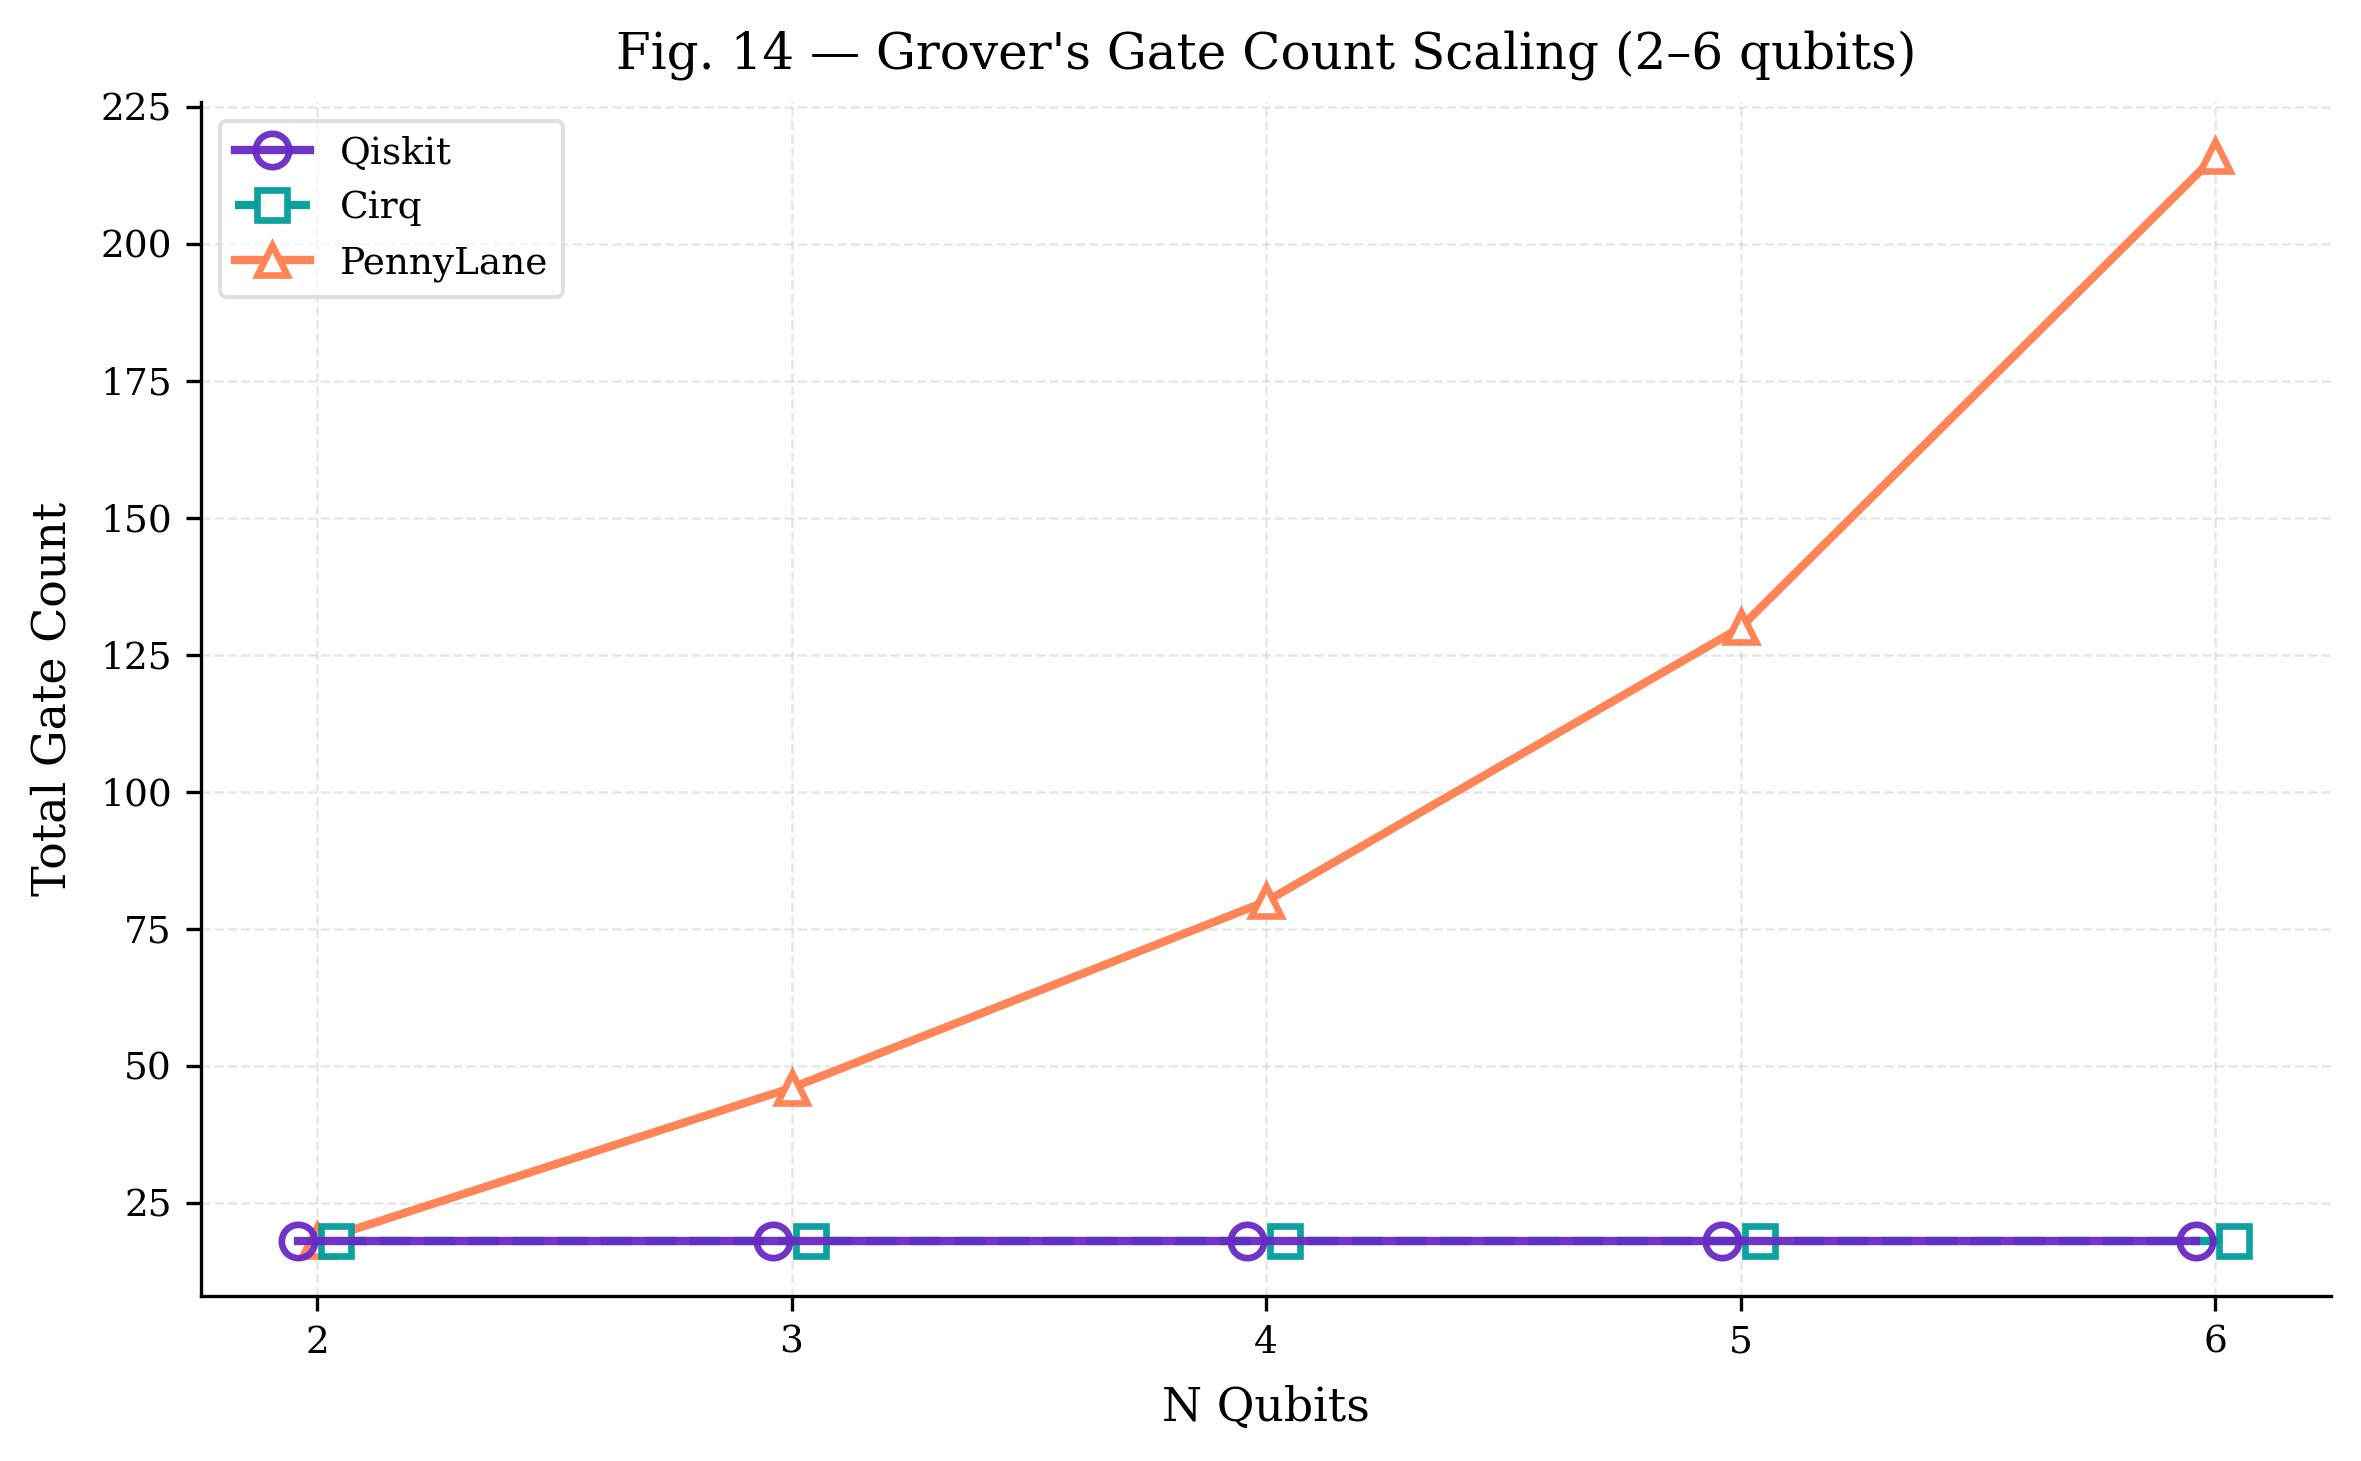 Fig. 14 — Grover's Gate Count Scaling (2–6 qubits)
Qiskit
Cirq
PennyLane
Total Gate Count
225
200
175
150
125
100
75
50
25
2 3 4 5 6
N Qubits